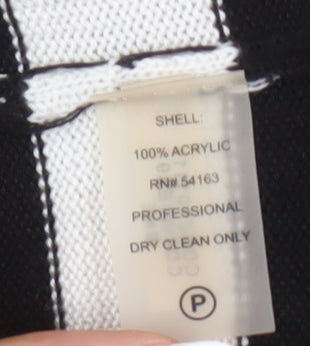 SHELL:
100% ACRYLIC
RN# 54163
PROFESSIONAL
DRY CLEAN ONLY
P